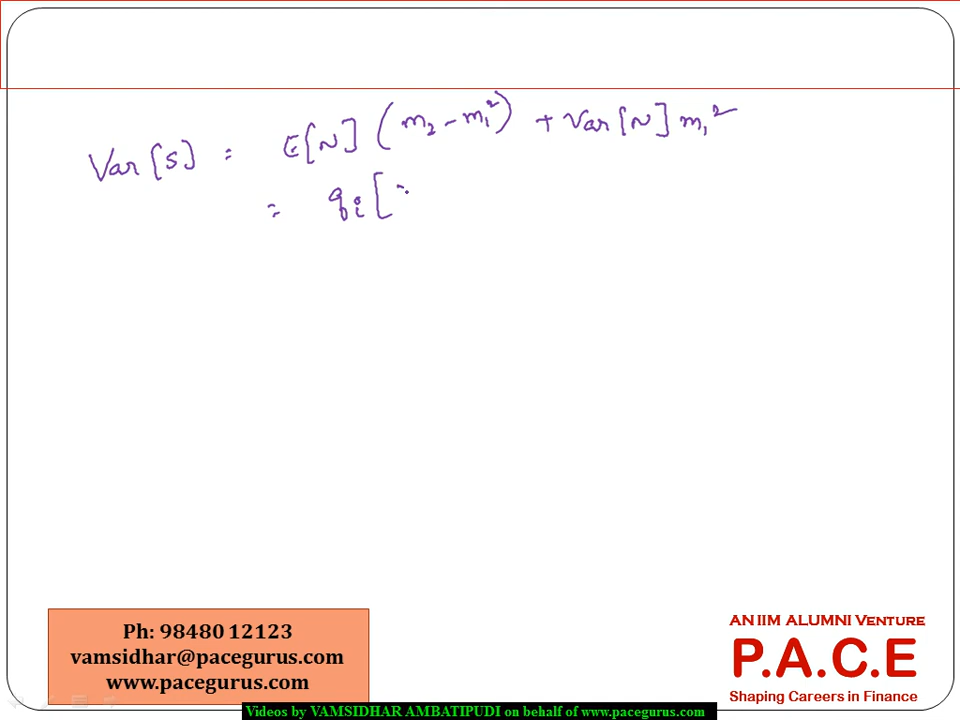 Var[S] = E[N] (m₂ - m₁²) + Var[N] m₁²
= qᵢ [
Ph: 98480 12123
vamsidhar@pacegurus.com
www.pacegurus.com
AN IIM ALUMNI VENTURE
P.A.C.E
Shaping Careers in Finance
Videos by VAMSIDHAR AMBATIPUDI on behalf of www.pacegurus.com